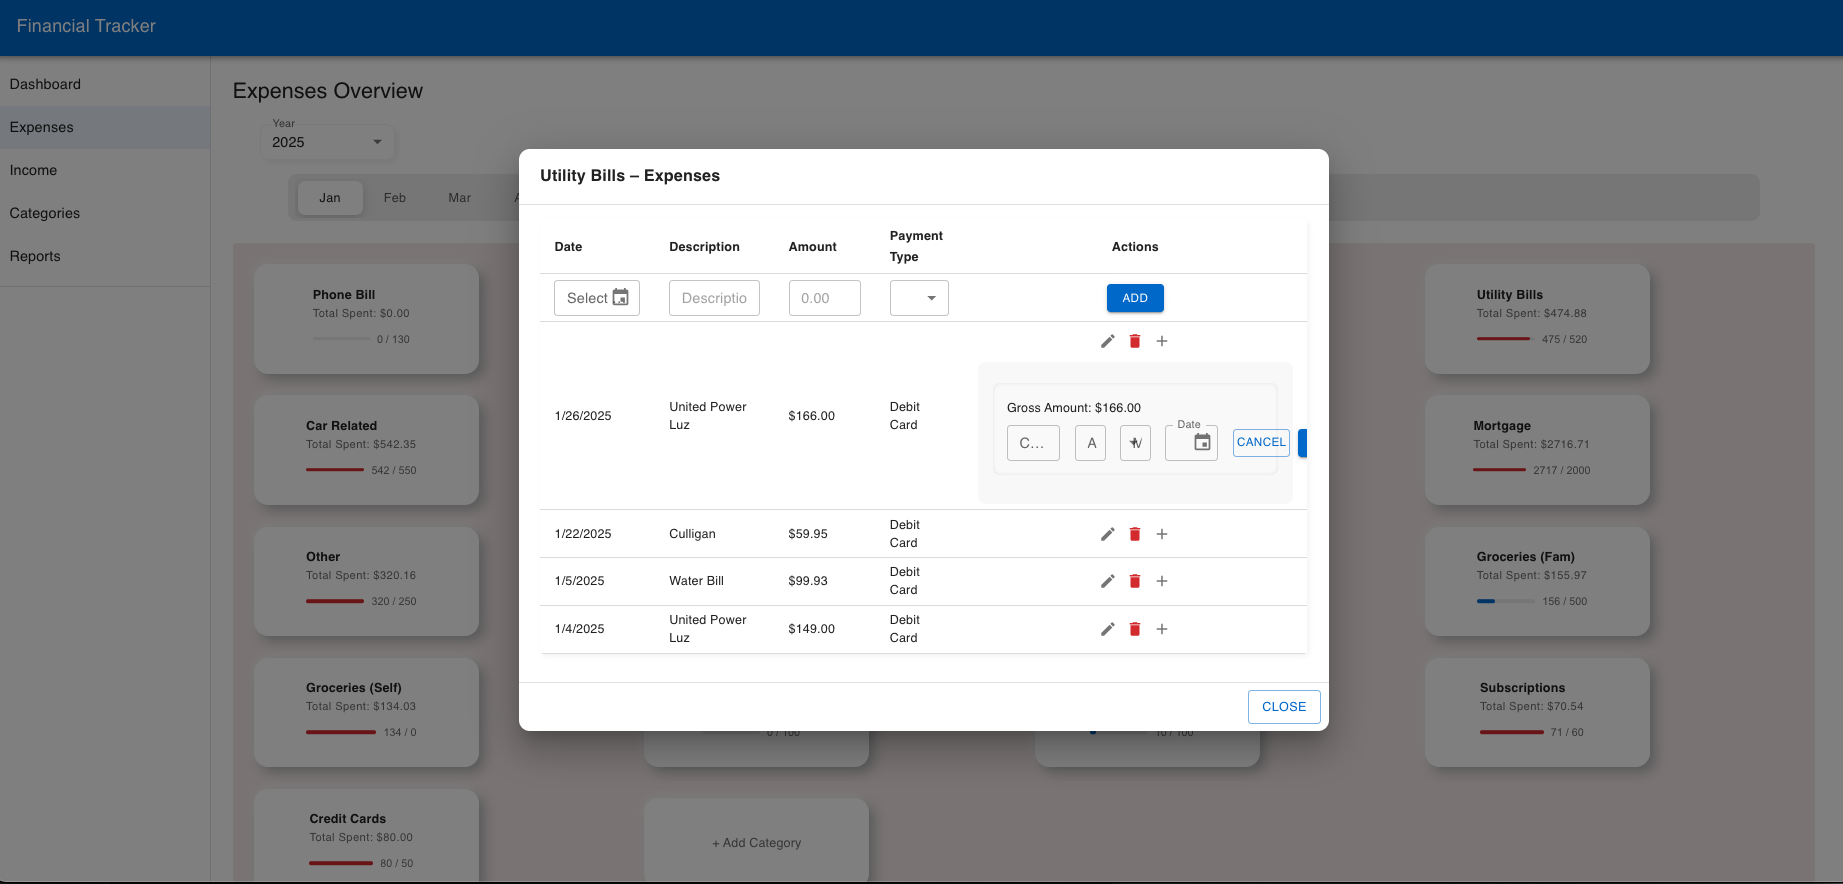 Financial Tracker
Dashboard
Expenses
Income
Categories
Reports
Expenses Overview
Year
2025
Jan
Feb
Mar
Phone Bill
Total Spent: $0.00
0 / 130
Car Related
Total Spent: $542.35
542 / 550
Other
Total Spent: $320.16
320 / 250
Groceries (Self)
Total Spent: $134.03
134 / 0
Credit Cards
Total Spent: $80.00
80 / 50
Utility Bills – Expenses
Date
Description
Amount
Payment
Type
Actions
Select
Descriptio
0.00
ADD
1/26/2025
United Power
Luz
$166.00
Debit
Card
Gross Amount: $166.00
C...
A
Date
CANCEL
1/22/2025
Culligan
$59.95
Debit
Card
1/5/2025
Water Bill
$99.93
Debit
Card
1/4/2025
United Power
Luz
$149.00
Debit
Card
CLOSE
0 / 100
10 / 100
+ Add Category
Utility Bills
Total Spent: $474.88
475 / 520
Mortgage
Total Spent: $2716.71
2717 / 2000
Groceries (Fam)
Total Spent: $155.97
156 / 500
Subscriptions
Total Spent: $70.54
71 / 60